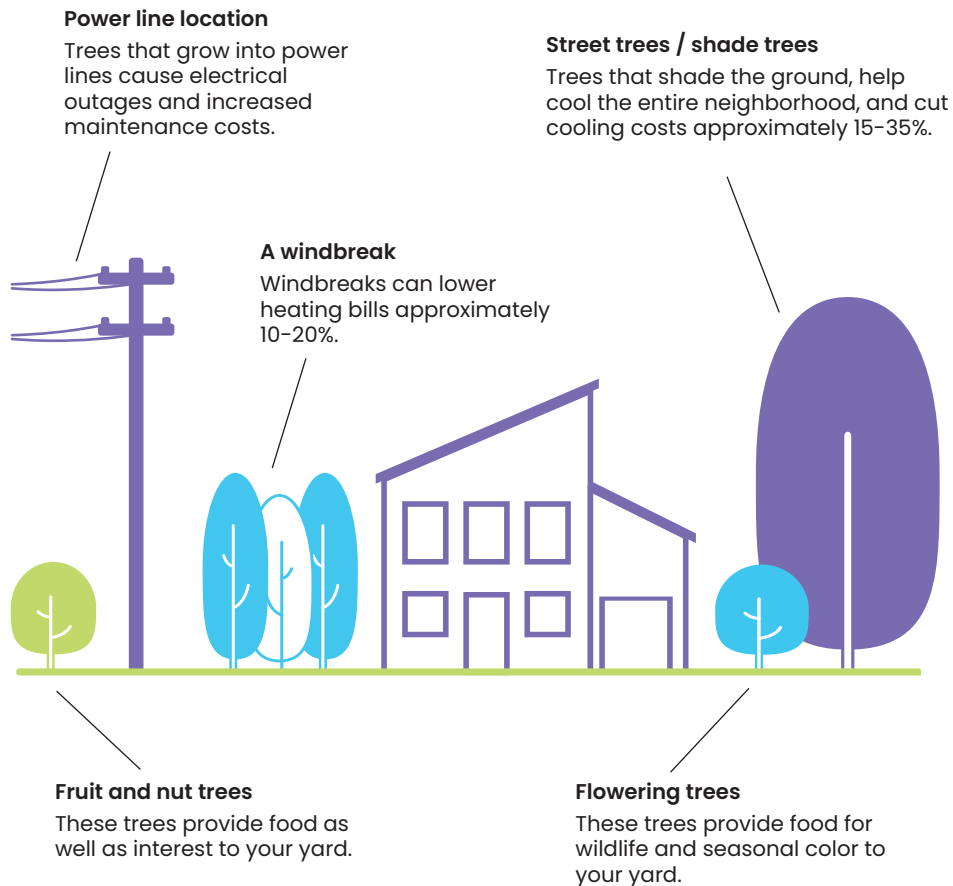 Power line location
Trees that grow into power
lines cause electrical
outages and increased
maintenance costs.
Street trees / shade trees
Trees that shade the ground, help
cool the entire neighborhood, and cut
cooling costs approximately 15-35%.
A windbreak
Windbreaks can lower
heating bills approximately
10-20%.
Fruit and nut trees
These trees provide food as
well as interest to your yard.
Flowering trees
These trees provide food for
wildlife and seasonal color to
your yard.